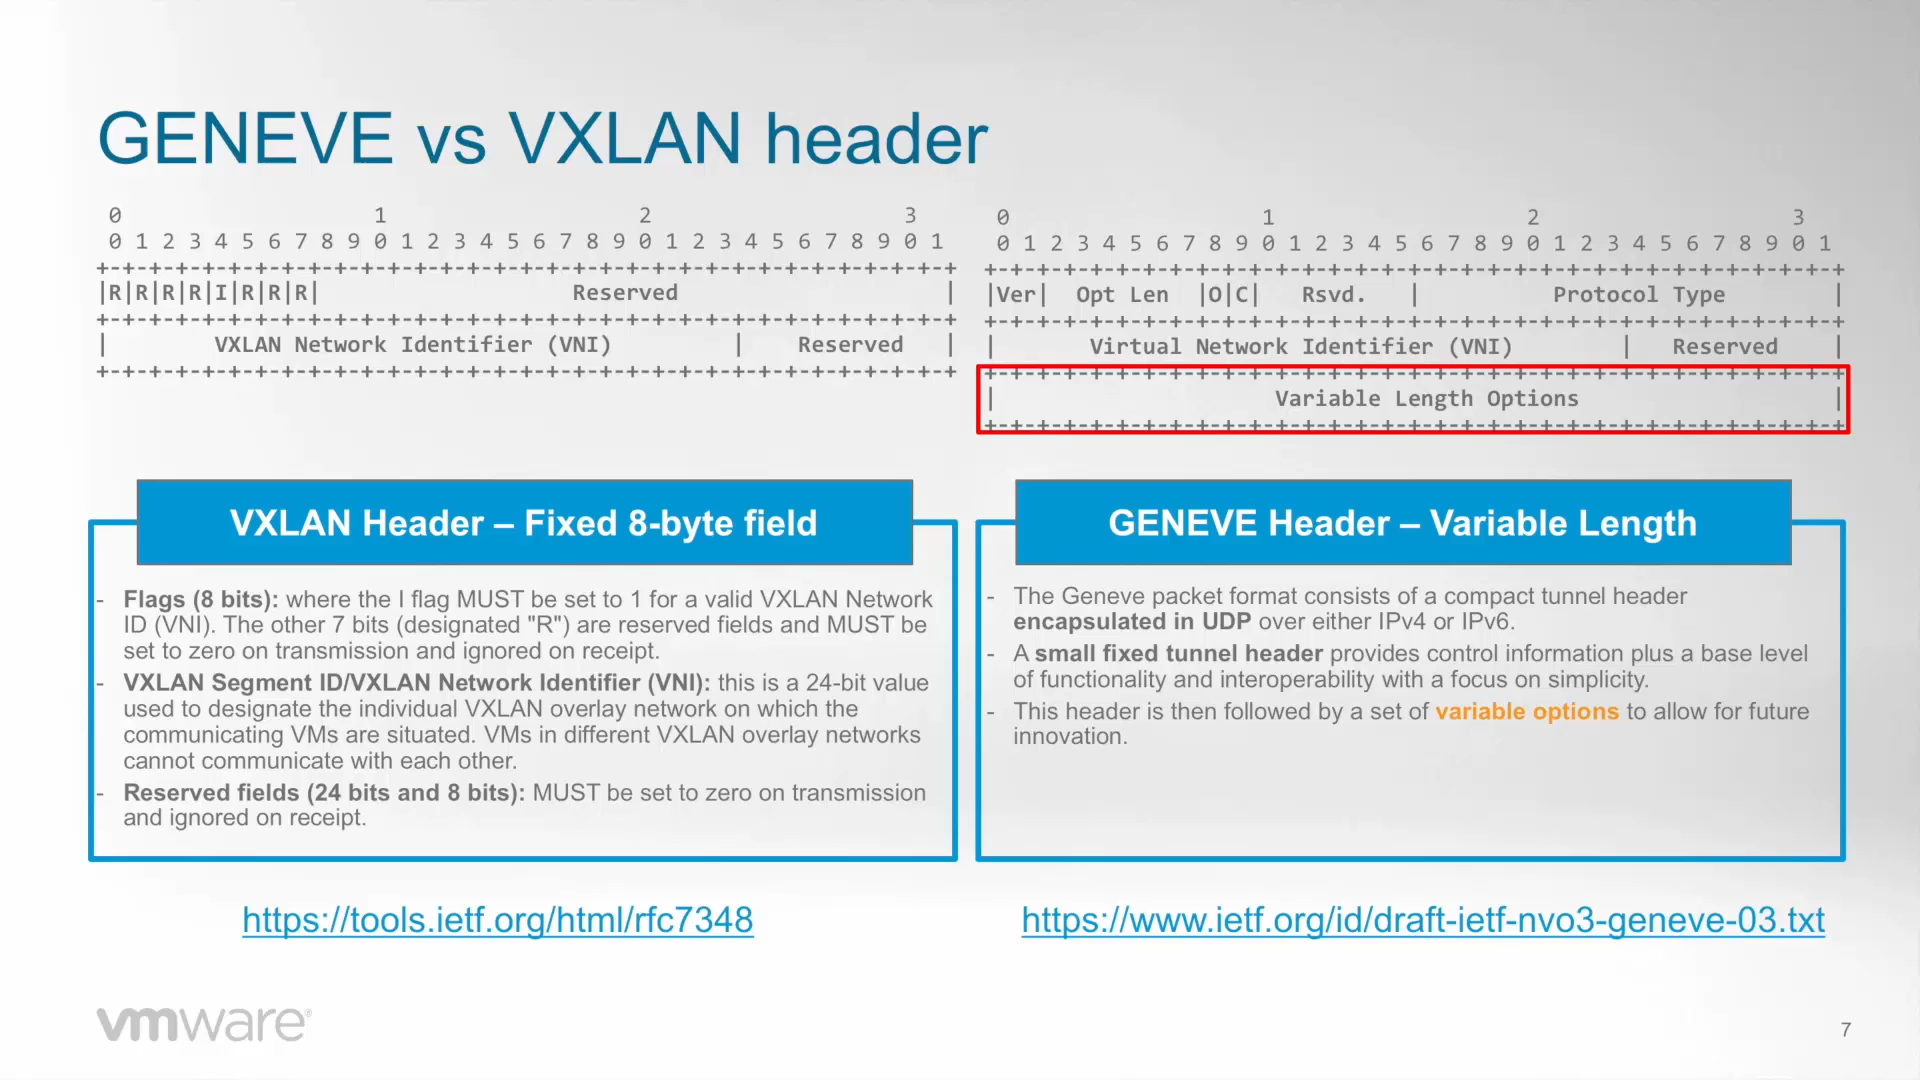 GENEVE vs VXLAN header
0                   1                   2                   3
0 1 2 3 4 5 6 7 8 9 0 1 2 3 4 5 6 7 8 9 0 1 2 3 4 5 6 7 8 9 0 1
+-+-+-+-+-+-+-+-+-+-+-+-+-+-+-+-+-+-+-+-+-+-+-+-+-+-+-+-+-+-+-+-+
|R|R|R|R|I|R|R|R|                   Reserved                    |
+-+-+-+-+-+-+-+-+-+-+-+-+-+-+-+-+-+-+-+-+-+-+-+-+-+-+-+-+-+-+-+-+
|        VXLAN Network Identifier (VNI)         |    Reserved   |
+-+-+-+-+-+-+-+-+-+-+-+-+-+-+-+-+-+-+-+-+-+-+-+-+-+-+-+-+-+-+-+-+
VXLAN Header – Fixed 8-byte field
- Flags (8 bits): where the I flag MUST be set to 1 for a valid VXLAN Network
ID (VNI). The other 7 bits (designated "R") are reserved fields and MUST be
set to zero on transmission and ignored on receipt.
- VXLAN Segment ID/VXLAN Network Identifier (VNI): this is a 24-bit value
used to designate the individual VXLAN overlay network on which the
communicating VMs are situated. VMs in different VXLAN overlay networks
cannot communicate with each other.
- Reserved fields (24 bits and 8 bits): MUST be set to zero on transmission
and ignored on receipt.
https://tools.ietf.org/html/rfc7348
0                   1                   2                   3
0 1 2 3 4 5 6 7 8 9 0 1 2 3 4 5 6 7 8 9 0 1 2 3 4 5 6 7 8 9 0 1
+-+-+-+-+-+-+-+-+-+-+-+-+-+-+-+-+-+-+-+-+-+-+-+-+-+-+-+-+-+-+-+-+
|Ver|  Opt Len  |O|C|   Rsvd.   |          Protocol Type        |
+-+-+-+-+-+-+-+-+-+-+-+-+-+-+-+-+-+-+-+-+-+-+-+-+-+-+-+-+-+-+-+-+
|       Virtual Network Identifier (VNI)        |   Reserved    |
+-+-+-+-+-+-+-+-+-+-+-+-+-+-+-+-+-+-+-+-+-+-+-+-+-+-+-+-+-+-+-+-+
|                     Variable Length Options                   |
+-+-+-+-+-+-+-+-+-+-+-+-+-+-+-+-+-+-+-+-+-+-+-+-+-+-+-+-+-+-+-+-+
GENEVE Header – Variable Length
- The Geneve packet format consists of a compact tunnel header
encapsulated in UDP over either IPv4 or IPv6.
- A small fixed tunnel header provides control information plus a base level
of functionality and interoperability with a focus on simplicity.
- This header is then followed by a set of variable options to allow for future
innovation.
https://www.ietf.org/id/draft-ietf-nvo3-geneve-03.txt
vmware®
7